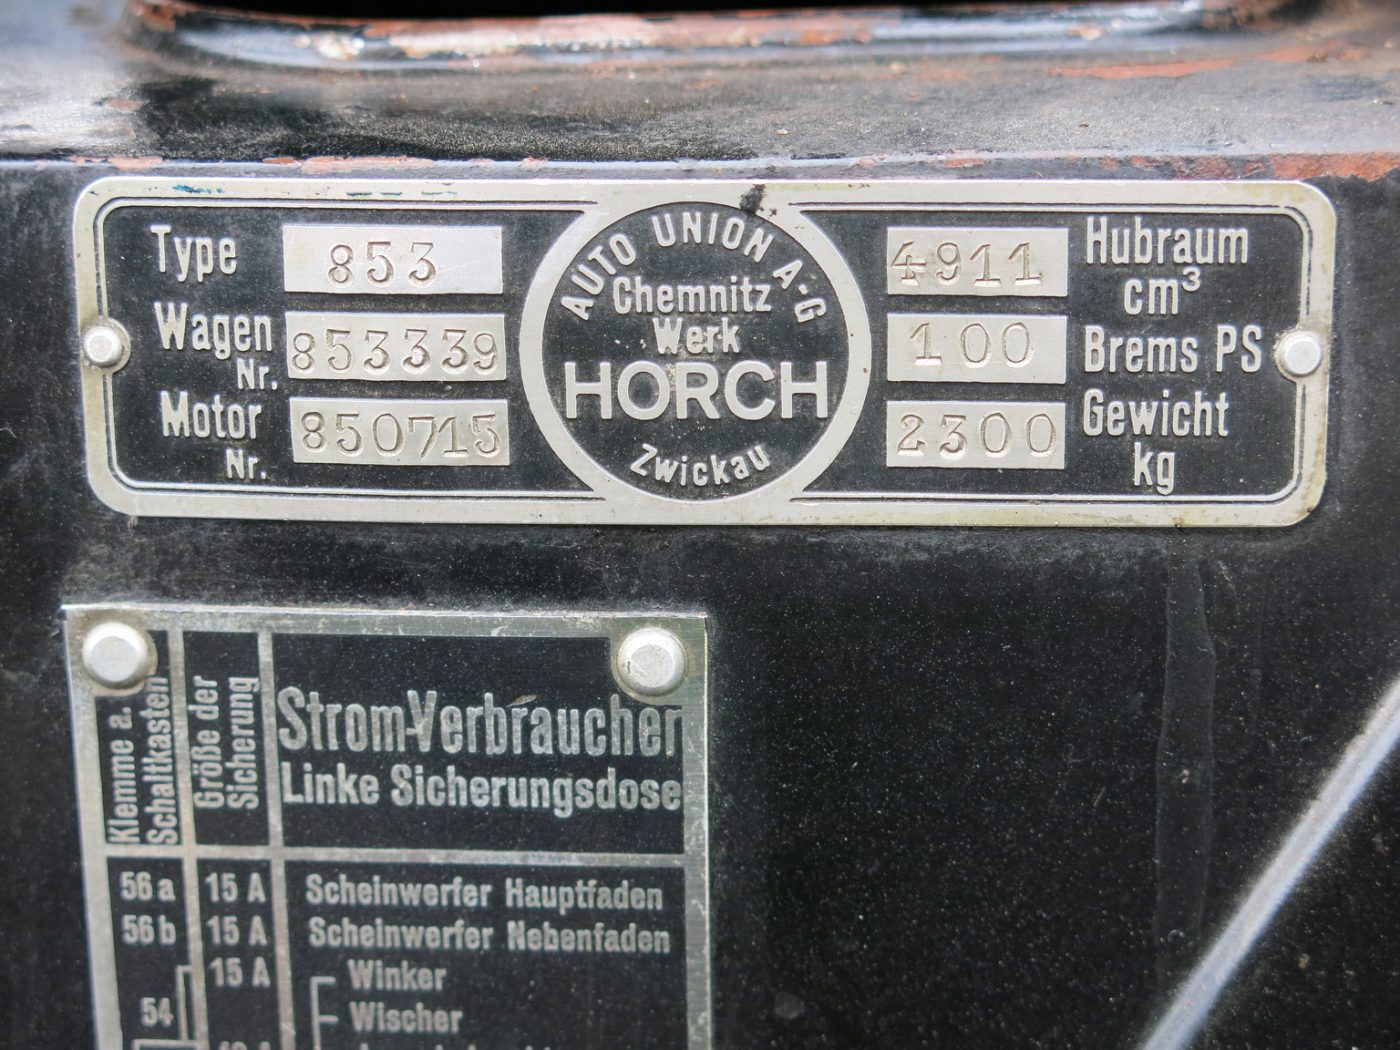 Type 853
Wagen Nr. 853339
Motor Nr. 850715
AUTO UNION A-G
Chemnitz
Werk
HORCH
Zwickau
4911 Hubraum cm³
100 Brems PS
2300 Gewicht kg
Klemme a. Schaltkasten
Größe der Sicherung
Strom-Verbraucher
Linke Sicherungsdose
56 a 15 A Scheinwerfer Hauptfaden
56 b 15 A Scheinwerfer Nebenfaden
15 A Winker
54 Wischer